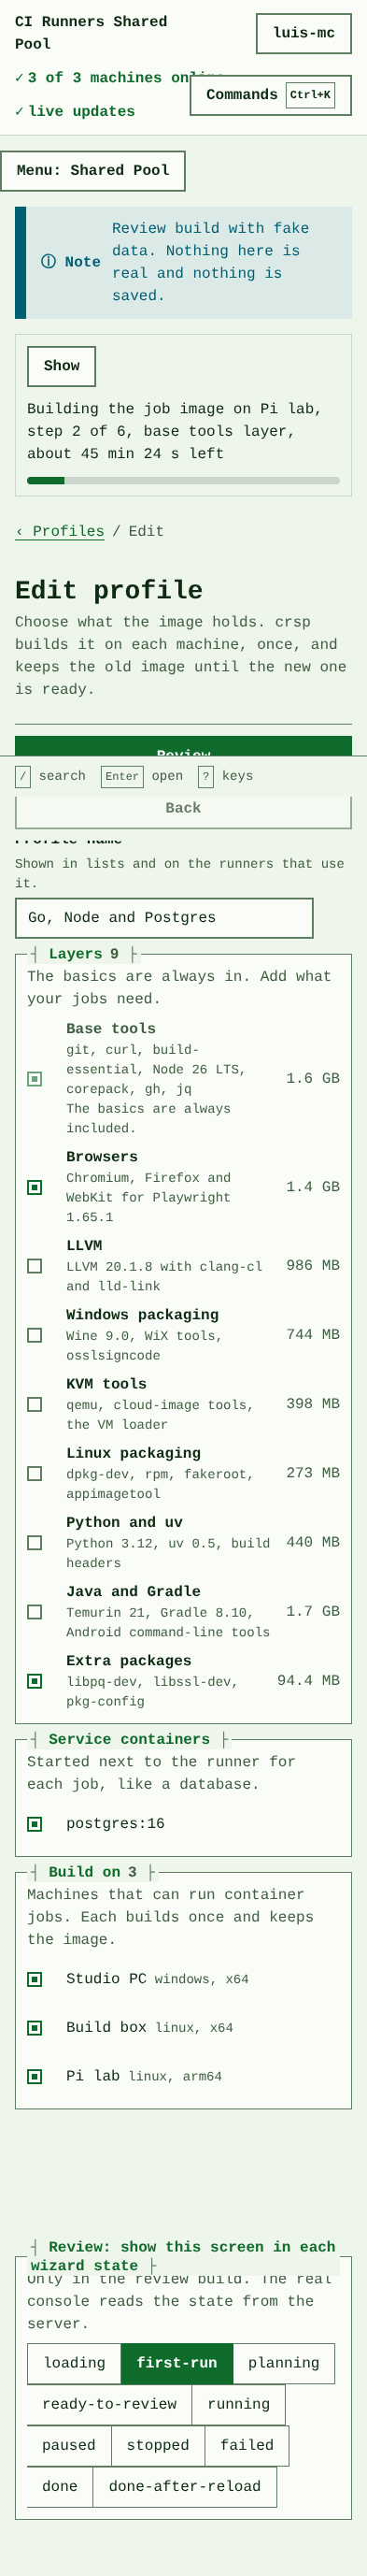 CI Runners Shared
Pool
luis-mc
✓ 3 of 3 machines online
✓ live updates
Commands Ctrl+K
Menu: Shared Pool
ⓘ Note
Review build with fake
data. Nothing here is
real and nothing is
saved.
Show
Building the job image on Pi lab,
step 2 of 6, base tools layer,
about 45 min 24 s left
‹ Profiles / Edit
Edit profile
Choose what the image holds. crsp
builds it on each machine, once, and
keeps the old image until the new one
is ready.
Review
/ search Enter open ? keys
Back
Profile name
Shown in lists and on the runners that use
it.
Go, Node and Postgres
Layers 9
The basics are always in. Add what
your jobs need.
Base tools
git, curl, build-
essential, Node 26 LTS,
corepack, gh, jq
The basics are always
included.
1.6 GB
Browsers
Chromium, Firefox and
WebKit for Playwright
1.65.1
1.4 GB
LLVM
LLVM 20.1.8 with clang-cl
and lld-link
986 MB
Windows packaging
Wine 9.0, WiX tools,
osslsigncode
744 MB
KVM tools
qemu, cloud-image tools,
the VM loader
398 MB
Linux packaging
dpkg-dev, rpm, fakeroot,
appimagetool
273 MB
Python and uv
Python 3.12, uv 0.5, build
headers
440 MB
Java and Gradle
Temurin 21, Gradle 8.10,
Android command-line tools
1.7 GB
Extra packages
libpq-dev, libssl-dev,
pkg-config
94.4 MB
Service containers
Started next to the runner for
each job, like a database.
postgres:16
Build on 3
Machines that can run container
jobs. Each builds once and keeps
the image.
Studio PC windows, x64
Build box linux, x64
Pi lab linux, arm64
Review: show this screen in each
wizard state
Only in the review build. The real
console reads the state from the
server.
loading first-run planning
ready-to-review running
paused stopped failed
done done-after-reload